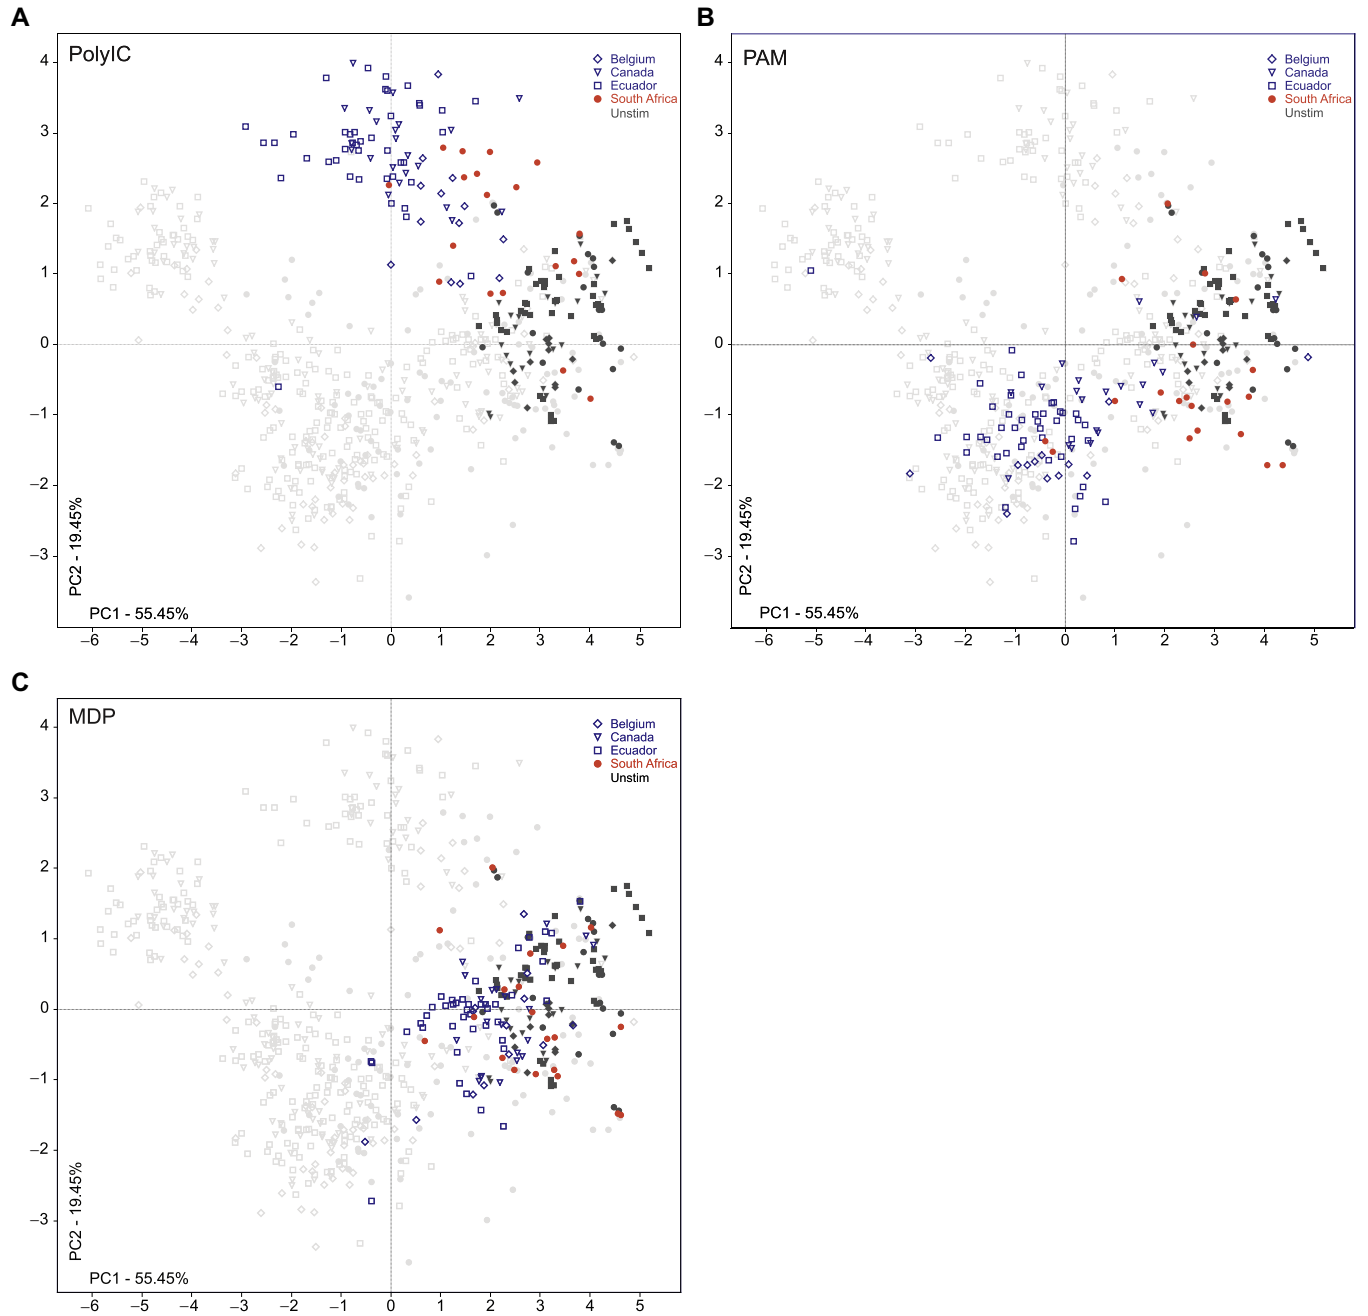 A
PolyIC
Belgium
Canada
Ecuador
South Africa
Unstim
4
3
2
1
0
−1
−2
−3
PC2 - 19.45%
PC1 - 55.45%
−6 −5 −4 −3 −2 −1 0 1 2 3 4 5
B
PAM
Belgium
Canada
Ecuador
South Africa
Unstim
4
3
2
1
0
−1
−2
−3
PC2 - 19.45%
PC1 - 55.45%
−6 −5 −4 −3 −2 −1 0 1 2 3 4 5
C
MDP
Belgium
Canada
Ecuador
South Africa
Unstim
4
3
2
1
0
−1
−2
−3
PC2 - 19.45%
PC1 - 55.45%
−6 −5 −4 −3 −2 −1 0 1 2 3 4 5